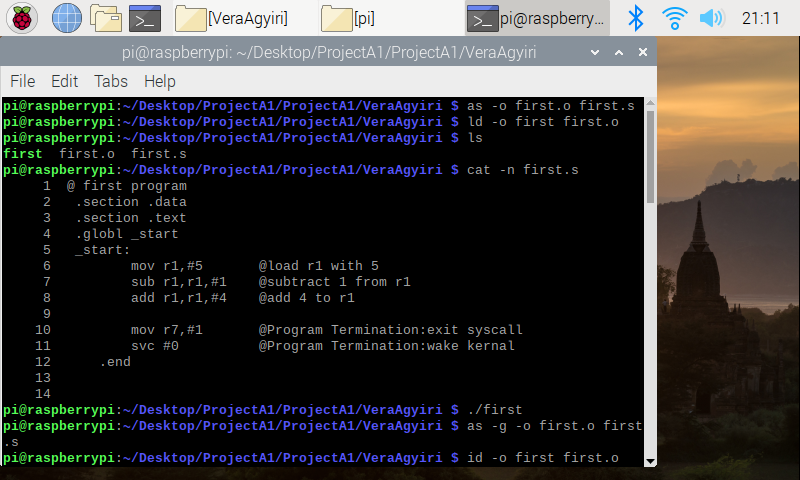 [VeraAgyiri] [pi] pi@raspberry... 21:11
pi@raspberrypi: ~/Desktop/ProjectA1/ProjectA1/VeraAgyiri
File Edit Tabs Help
pi@raspberrypi:~/Desktop/ProjectA1/ProjectA1/VeraAgyiri $ as -o first.o first.s
pi@raspberrypi:~/Desktop/ProjectA1/ProjectA1/VeraAgyiri $ ld -o first first.o
pi@raspberrypi:~/Desktop/ProjectA1/ProjectA1/VeraAgyiri $ ls
first  first.o  first.s
pi@raspberrypi:~/Desktop/ProjectA1/ProjectA1/VeraAgyiri $ cat -n first.s
     1  @ first program
     2   .section .data
     3   .section .text
     4   .globl _start
     5   _start:
     6          mov r1,#5       @load r1 with 5
     7          sub r1,r1,#1    @subtract 1 from r1
     8          add r1,r1,#4    @add 4 to r1
     9
    10          mov r7,#1       @Program Termination:exit syscall
    11          svc #0          @Program Termination:wake kernal
    12      .end
    13
    14
pi@raspberrypi:~/Desktop/ProjectA1/ProjectA1/VeraAgyiri $ ./first
pi@raspberrypi:~/Desktop/ProjectA1/ProjectA1/VeraAgyiri $ as -g -o first.o first
.s
pi@raspberrypi:~/Desktop/ProjectA1/ProjectA1/VeraAgyiri $ id -o first first.o